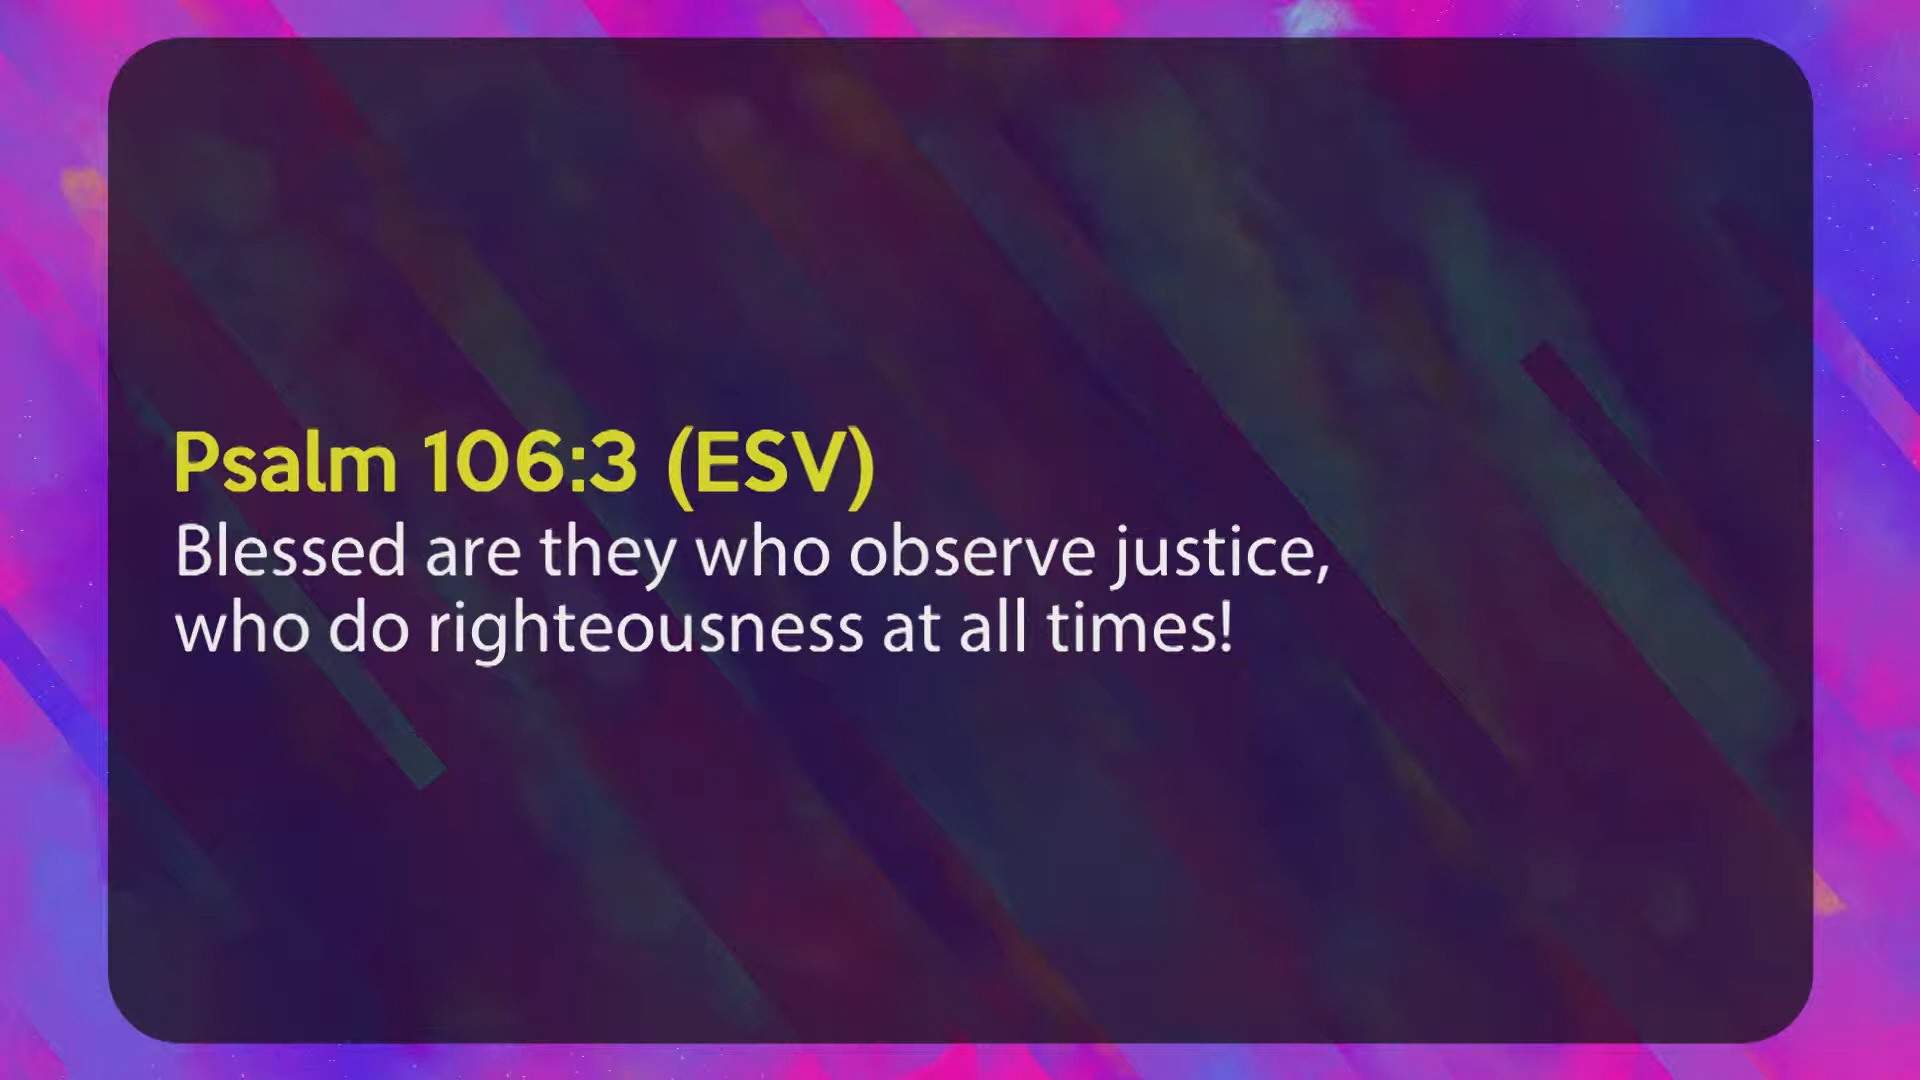 Psalm 106:3 (ESV)
Blessed are they who observe justice,
who do righteousness at all times!